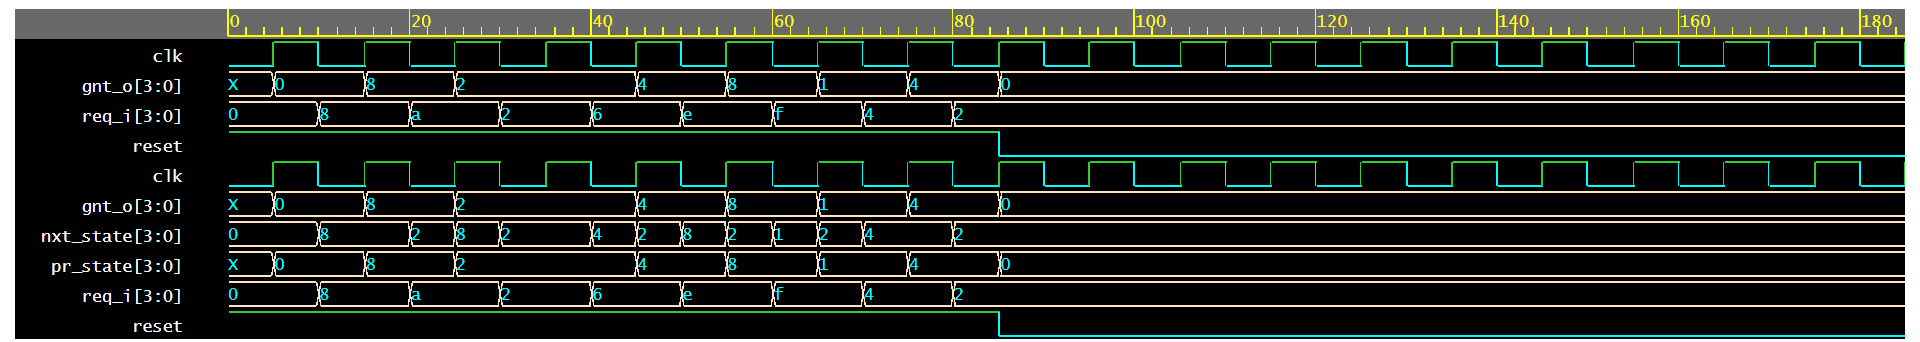 0 20 40 60 80 100 120 140 160 180
clk
gnt_o[3:0] X 0 8 2 4 8 1 4 0
req_i[3:0] 0 8 a 2 6 e f 4 2
reset
clk
gnt_o[3:0] X 0 8 2 4 8 1 4 0
nxt_state[3:0] 0 8 2 8 2 4 2 8 2 1 2 4 2
pr_state[3:0] X 0 8 2 4 8 1 4 0
req_i[3:0] 0 8 a 2 6 e f 4 2
reset